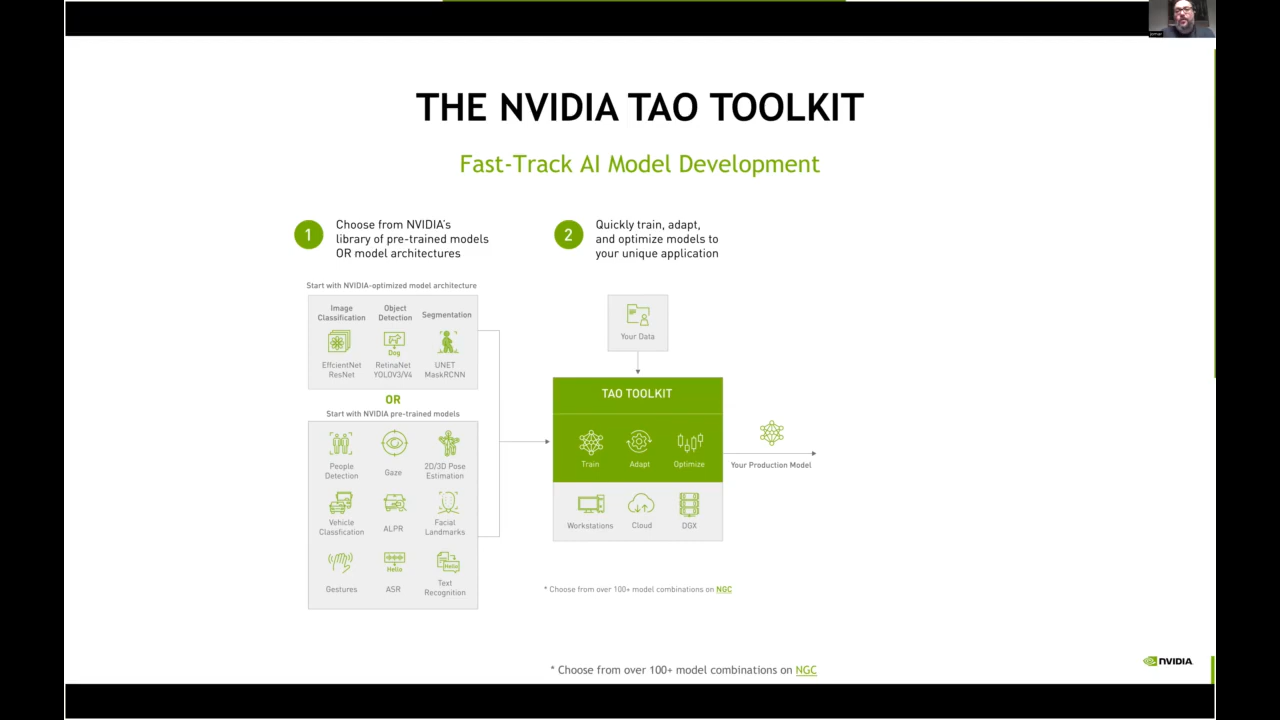 THE NVIDIA TAO TOOLKIT
Fast-Track AI Model Development
1
Choose from NVIDIA's
library of pre-trained models
OR model architectures
2
Quickly train, adapt,
and optimize models to
your unique application
Start with NVIDIA-optimized model architecture
Image
Classification
Object
Detection
Segmentation
Dog
EffcientNet
ResNet
RetinaNet
YOLOV3/V4
UNET
MaskRCNN
OR
Start with NVIDIA pre-trained models
People
Detection
Gaze
2D/3D Pose
Estimation
Vehicle
Classfication
ALPR
Facial
Landmarks
Gestures
Hello
ASR
Hello
Text
Recognition
Your Data
TAO TOOLKIT
Train
Adapt
Optimize
Workstations
Cloud
DGX
Your Production Model
* Choose from over 100+ model combinations on NGC
* Choose from over 100+ model combinations on NGC
NVIDIA